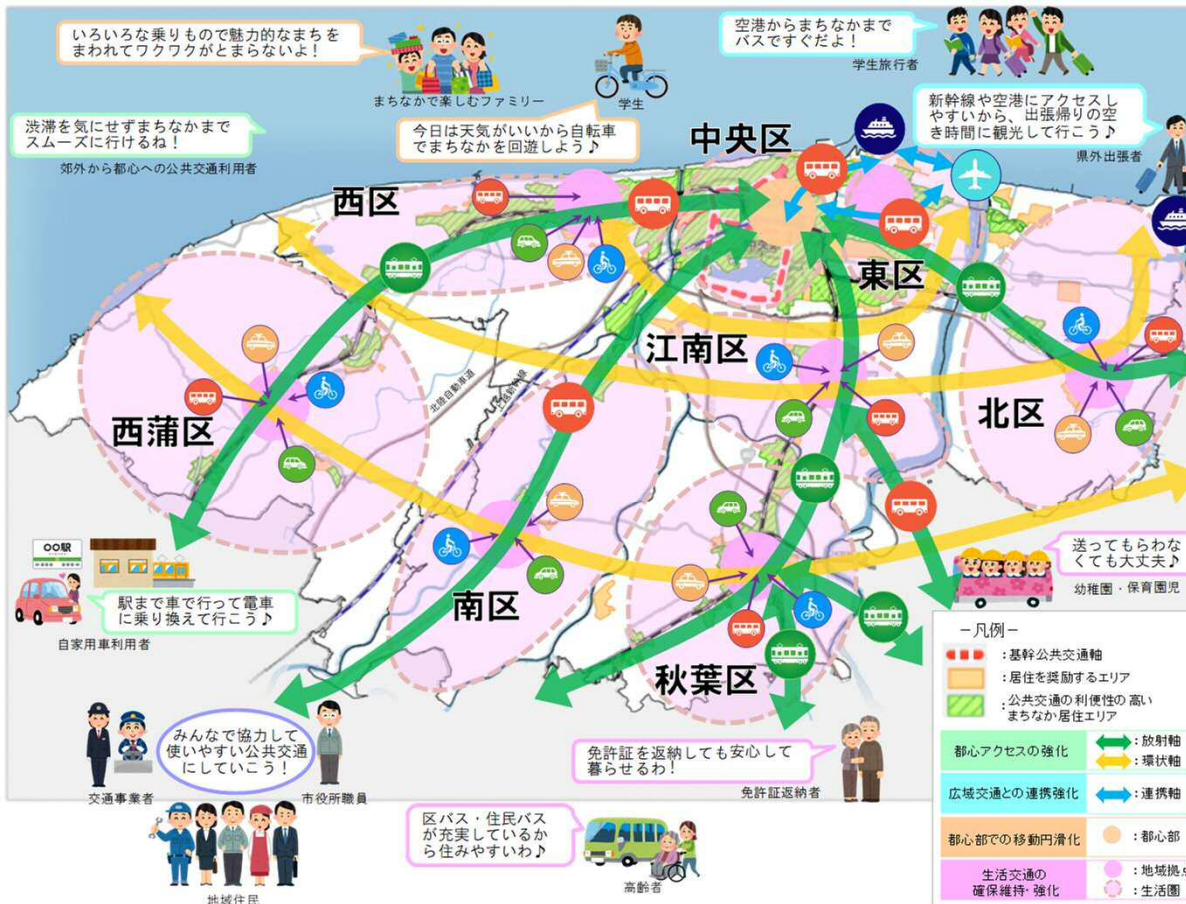 いろいろな乗りもので魅力的なまちを
まわれてワクワクがとまらないよ！
まちなかで楽しむファミリー
学生
空港からまちなかまで
バスですぐだよ！
学生旅行者
渋滞を気にせずまちなかまで
スムーズに行けるね！
郊外から都心への公共交通利用者
今日は天気がいいから自転車
でまちなかを回遊しよう♪
新幹線や空港にアクセスし
やすいから、出張帰りの空
き時間に観光して行こう♪
県外出張者
中央区
西区
東区
江南区
北区
西蒲区
南区
秋葉区
北陸自動車道
上越新幹線
〇〇駅
駅まで車で行って電車
に乗り換えて行こう♪
自家用車利用者
送ってもらわな
くても大丈夫♪
幼稚園・保育園児
みんなで協力して
使いやすい公共交通
にしていこう！
交通事業者
市役所職員
地域住民
免許証を返納しても安心して
暮らせるわ！
免許証返納者
区バス・住民バス
が充実しているか
ら住みやすいわ♪
高齢者
－凡例－
：基幹公共交通軸
：居住を奨励するエリア
：公共交通の利便性の高い
まちなか居住エリア
都心アクセスの強化
：放射軸
：環状軸
広域交通との連携強化
：連携軸
都心部での移動円滑化
：都心部
生活交通の
確保維持・強化
：地域拠点
：生活圏